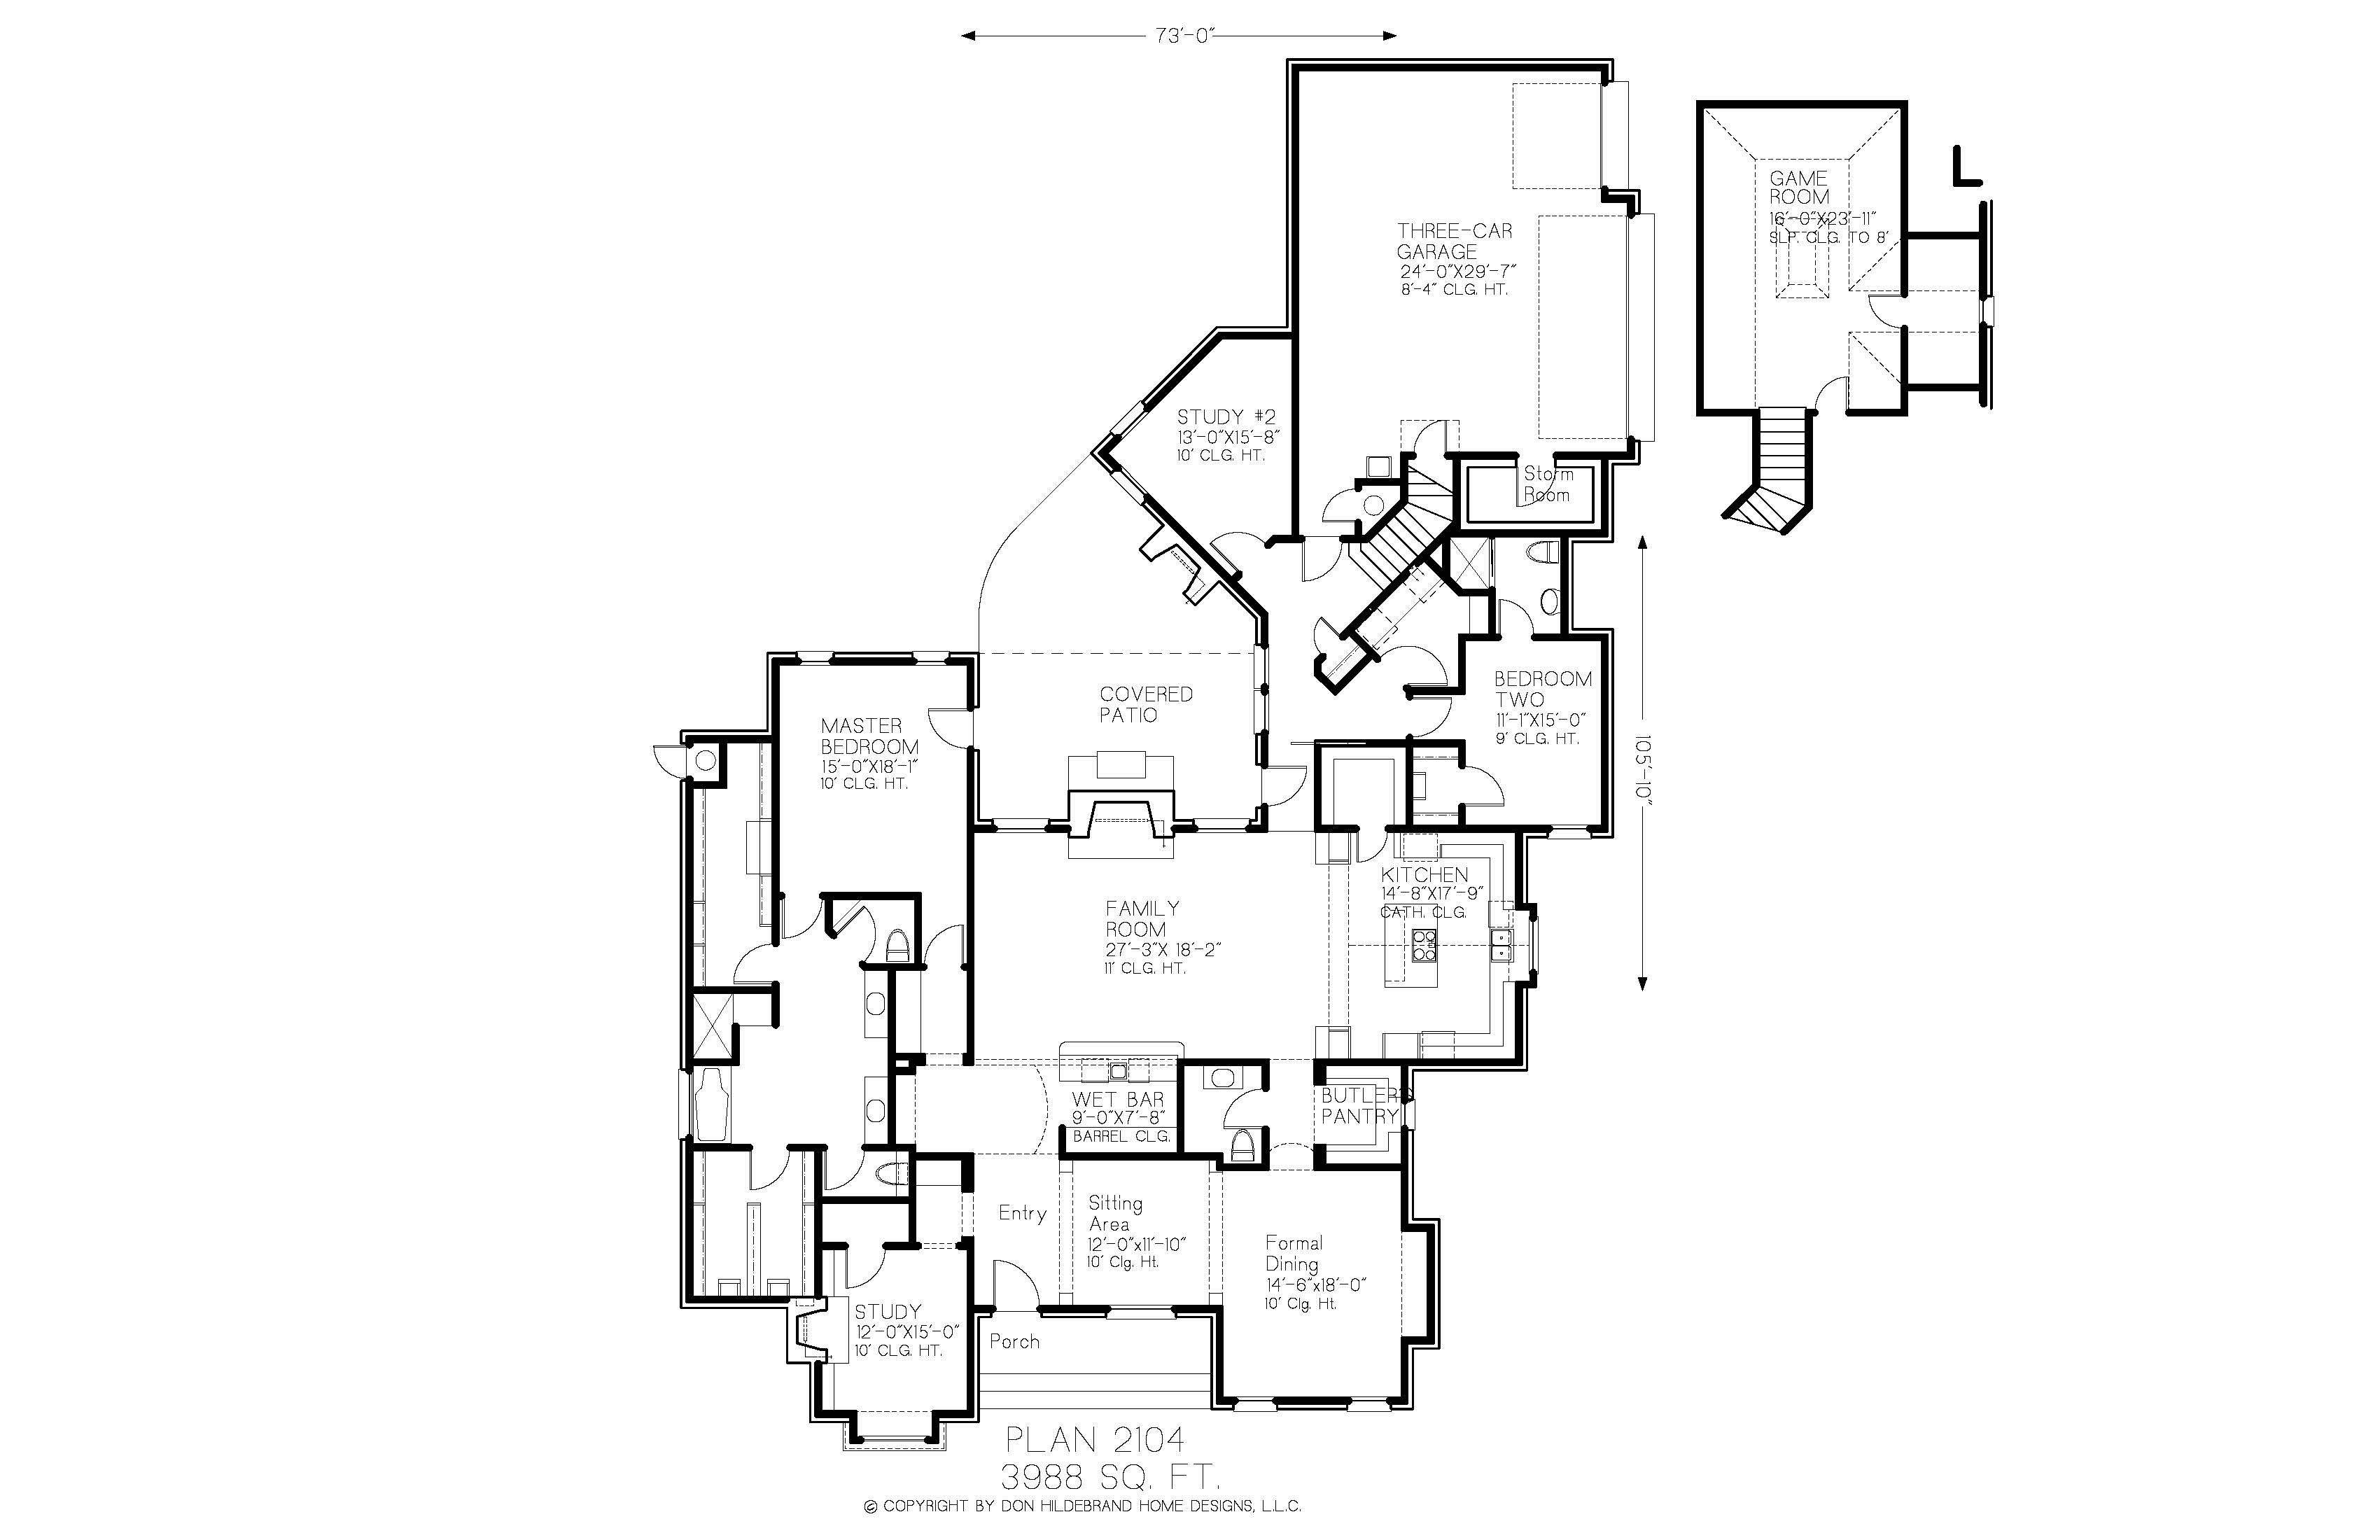 73'-0"
GAME
ROOM
16'-0"X23'-11"
SLP. CLG. TO 8'
THREE-CAR
GARAGE
24'-0"X29'-7"
8'-4" CLG. HT.
STUDY #2
13'-0"X15'-8"
10' CLG. HT.
Storm
Room
COVERED
PATIO
BEDROOM
TWO
11'-1"X15'-0"
9' CLG. HT.
MASTER
BEDROOM
15'-0"X18'-1"
10' CLG. HT.
105'-10"
KITCHEN
14'-8"X17'-9"
CATH. CLG.
FAMILY
ROOM
27'-3"X 18'-2"
11' CLG. HT.
WET BAR
9'-0"X7'-8"
BARREL CLG.
BUTLER'S
PANTRY
Entry
Sitting
Area
12'-0"x11'-10"
10' Clg. Ht.
Formal
Dining
14'-6"x18'-0"
10' Clg. Ht.
STUDY
12'-0"X15'-0"
10' CLG. HT.
Porch
PLAN 2104
3988 SQ. FT.
© COPYRIGHT BY DON HILDEBRAND HOME DESIGNS, L.L.C.